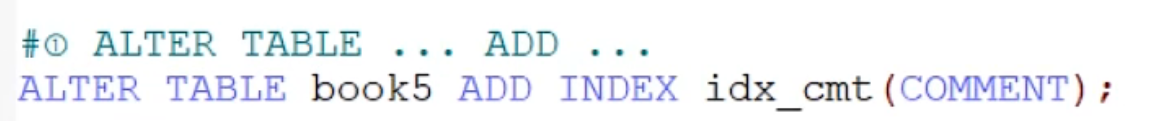 #① ALTER TABLE ... ADD ...
ALTER TABLE book5 ADD INDEX idx_cmt(COMMENT);